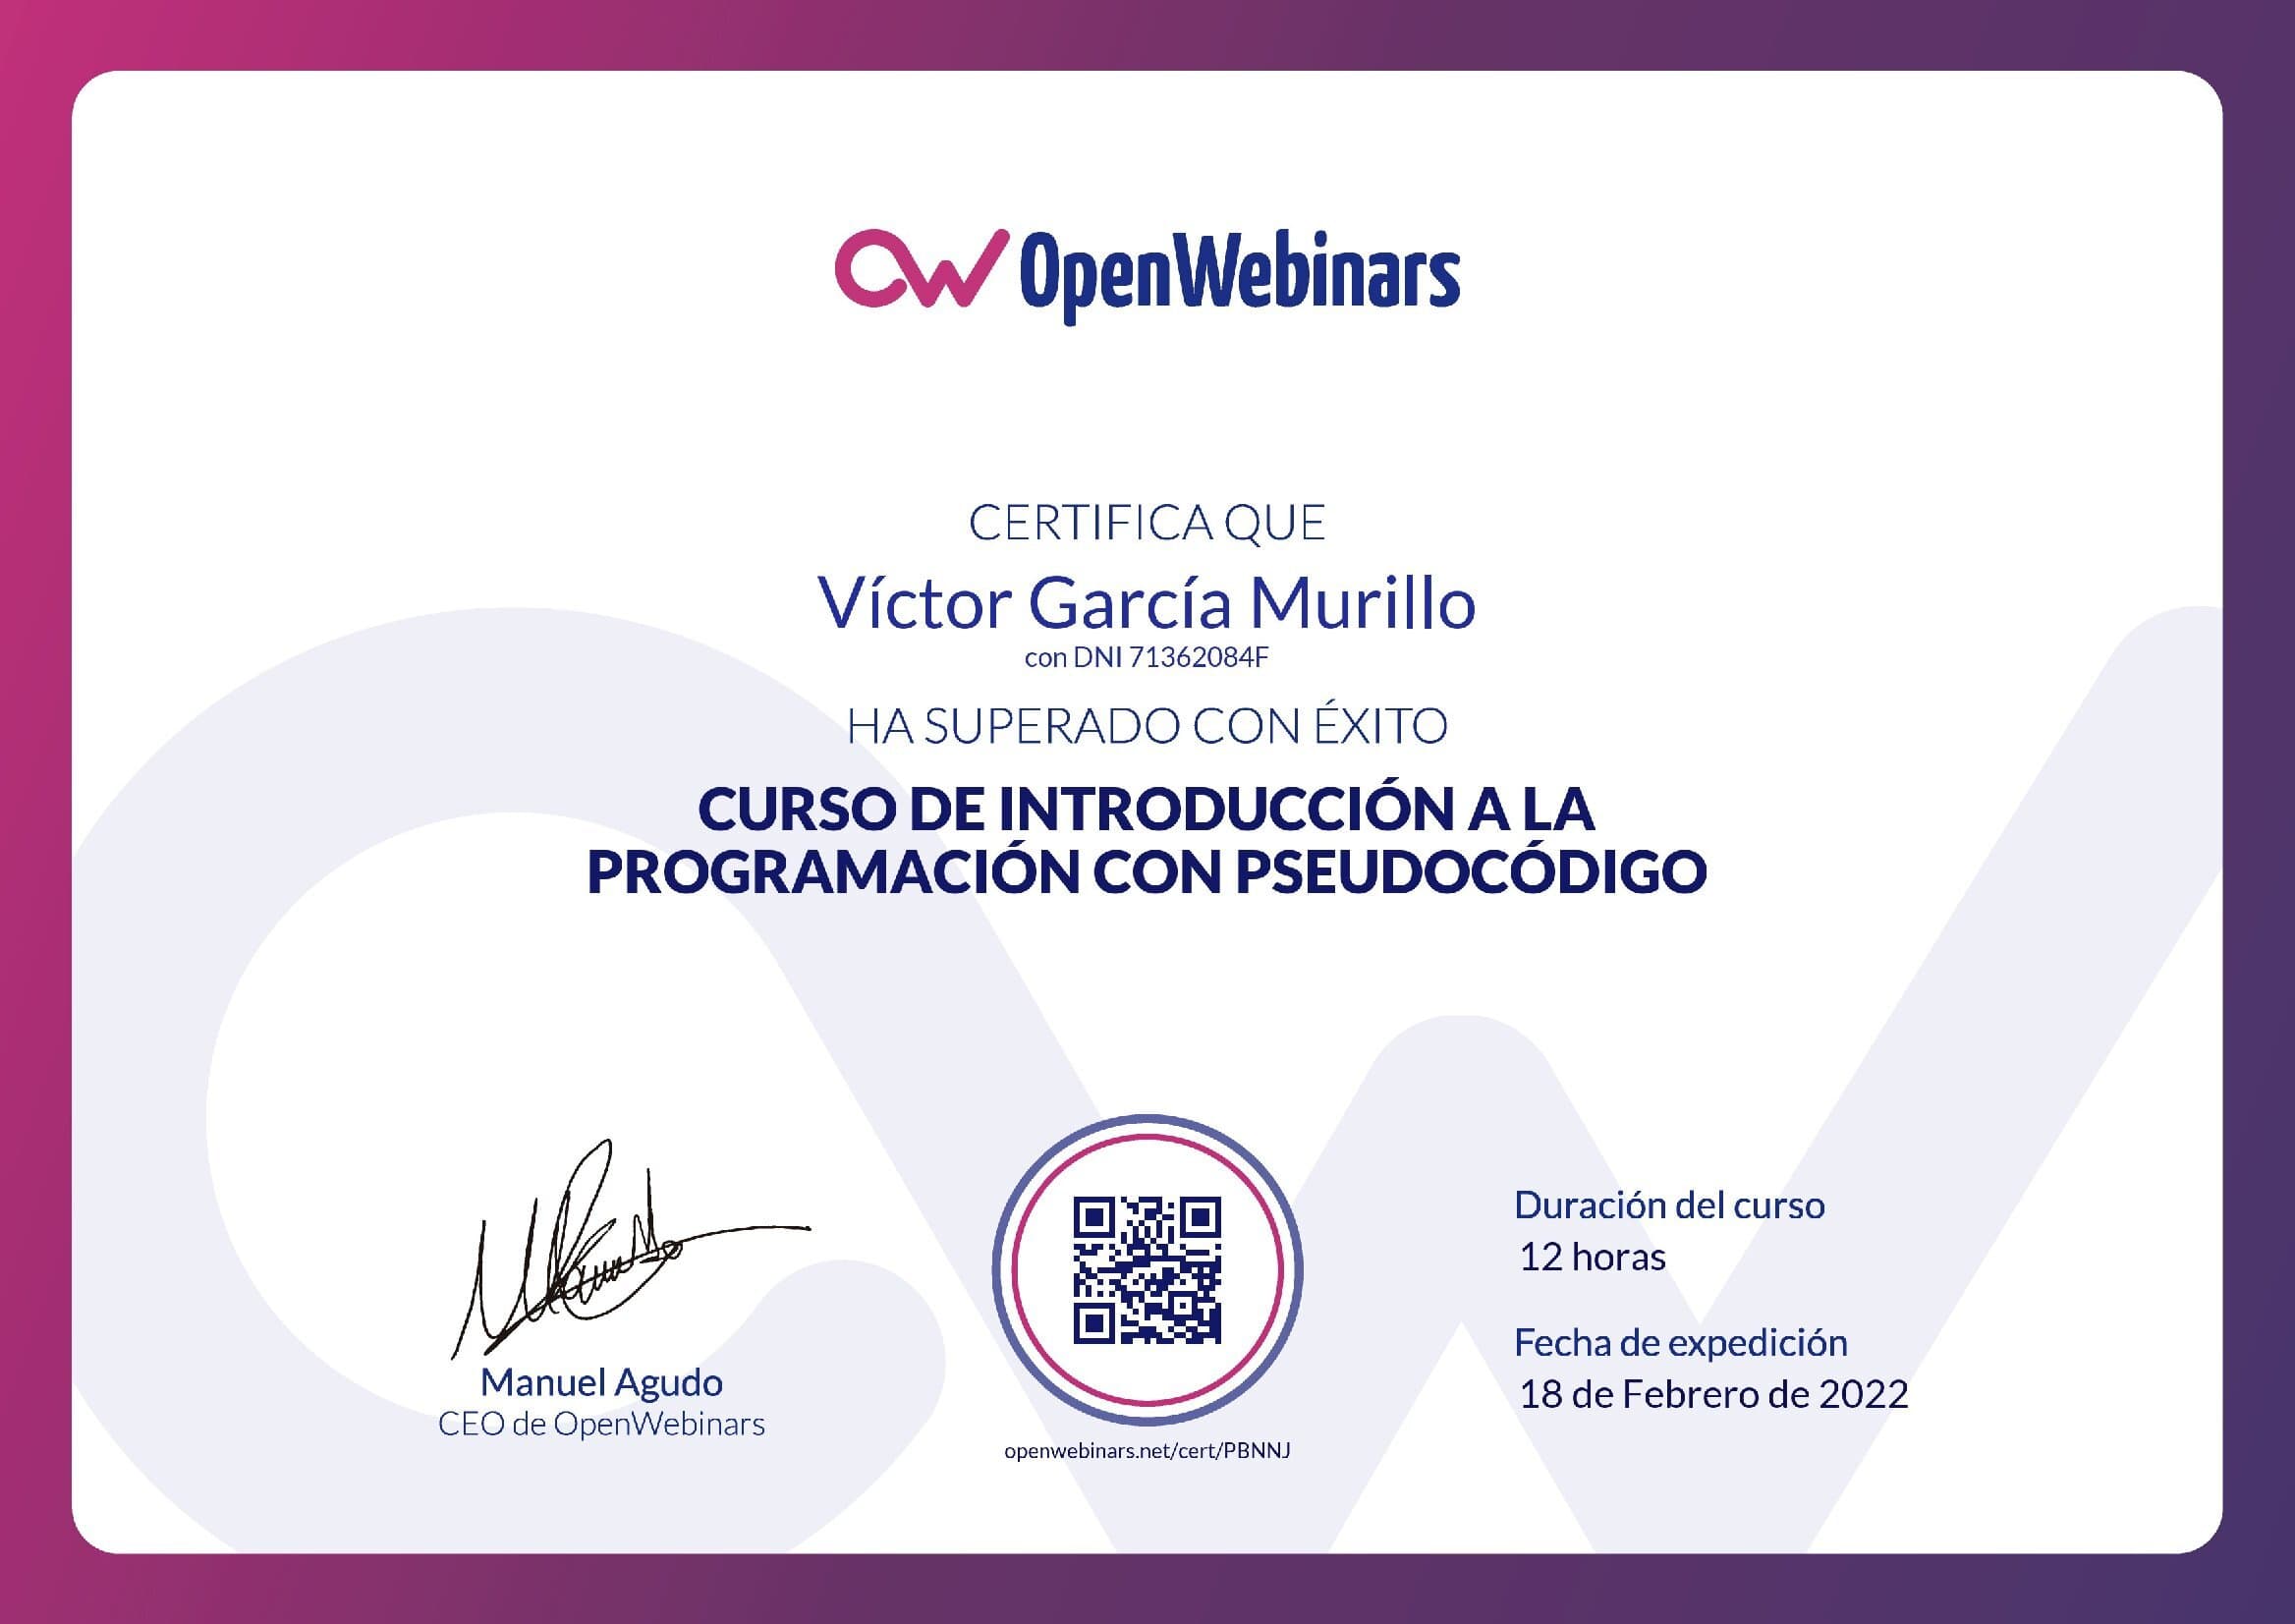 OpenWebinars
CERTIFICA QUE
Víctor García Murillo
con DNI 71362084F
HA SUPERADO CON ÉXITO
CURSO DE INTRODUCCIÓN A LA
PROGRAMACIÓN CON PSEUDOCÓDIGO
Manuel Agudo
CEO de OpenWebinars
openwebinars.net/cert/PBNNJ
Duración del curso
12 horas
Fecha de expedición
18 de Febrero de 2022